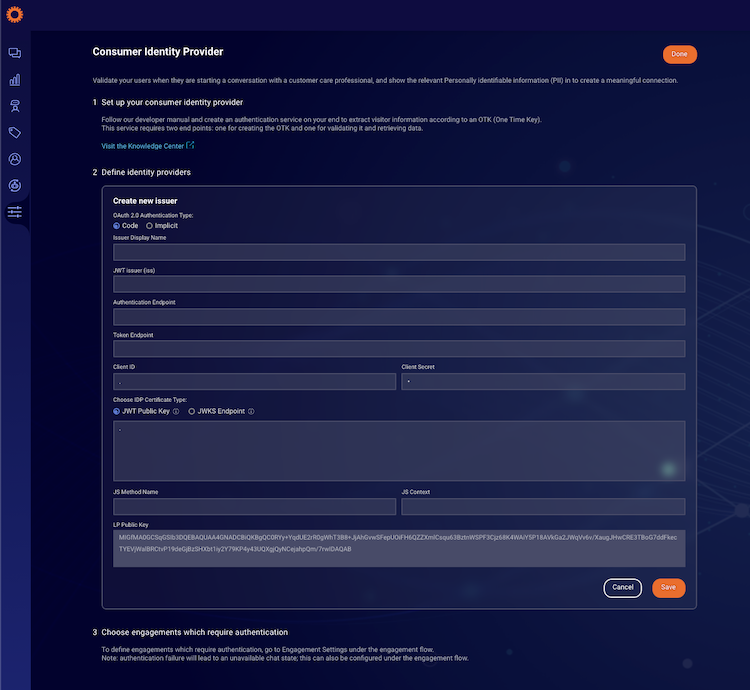 Consumer Identity Provider
Done
Validate your users when they are starting a conversation with a customer care professional, and show the relevant Personally identifiable information (PII) in to create a meaningful connection.
1 Set up your consumer identity provider
Follow our developer manual and create an authentication service on your end to extract visitor information according to an OTK (One Time Key).
This service requires two end points: one for creating the OTK and one for validating it and retrieving data.
Visit the Knowledge Center
2 Define identity providers
Create new issuer
OAuth 2.0 Authentication Type:
Code Implicit
Issuer Display Name
JWT issuer (iss)
Authentication Endpoint
Token Endpoint
Client ID Client Secret
Choose IDP Certificate Type:
JWT Public Key JWKS Endpoint
JS Method Name JS Context
LP Public Key
Cancel Save
3 Choose engagements which require authentication
To define engagements which require authentication, go to Engagement Settings under the engagement flow.
Note: authentication failure will lead to an unavailable chat state; this can also be configured under the engagement flow.